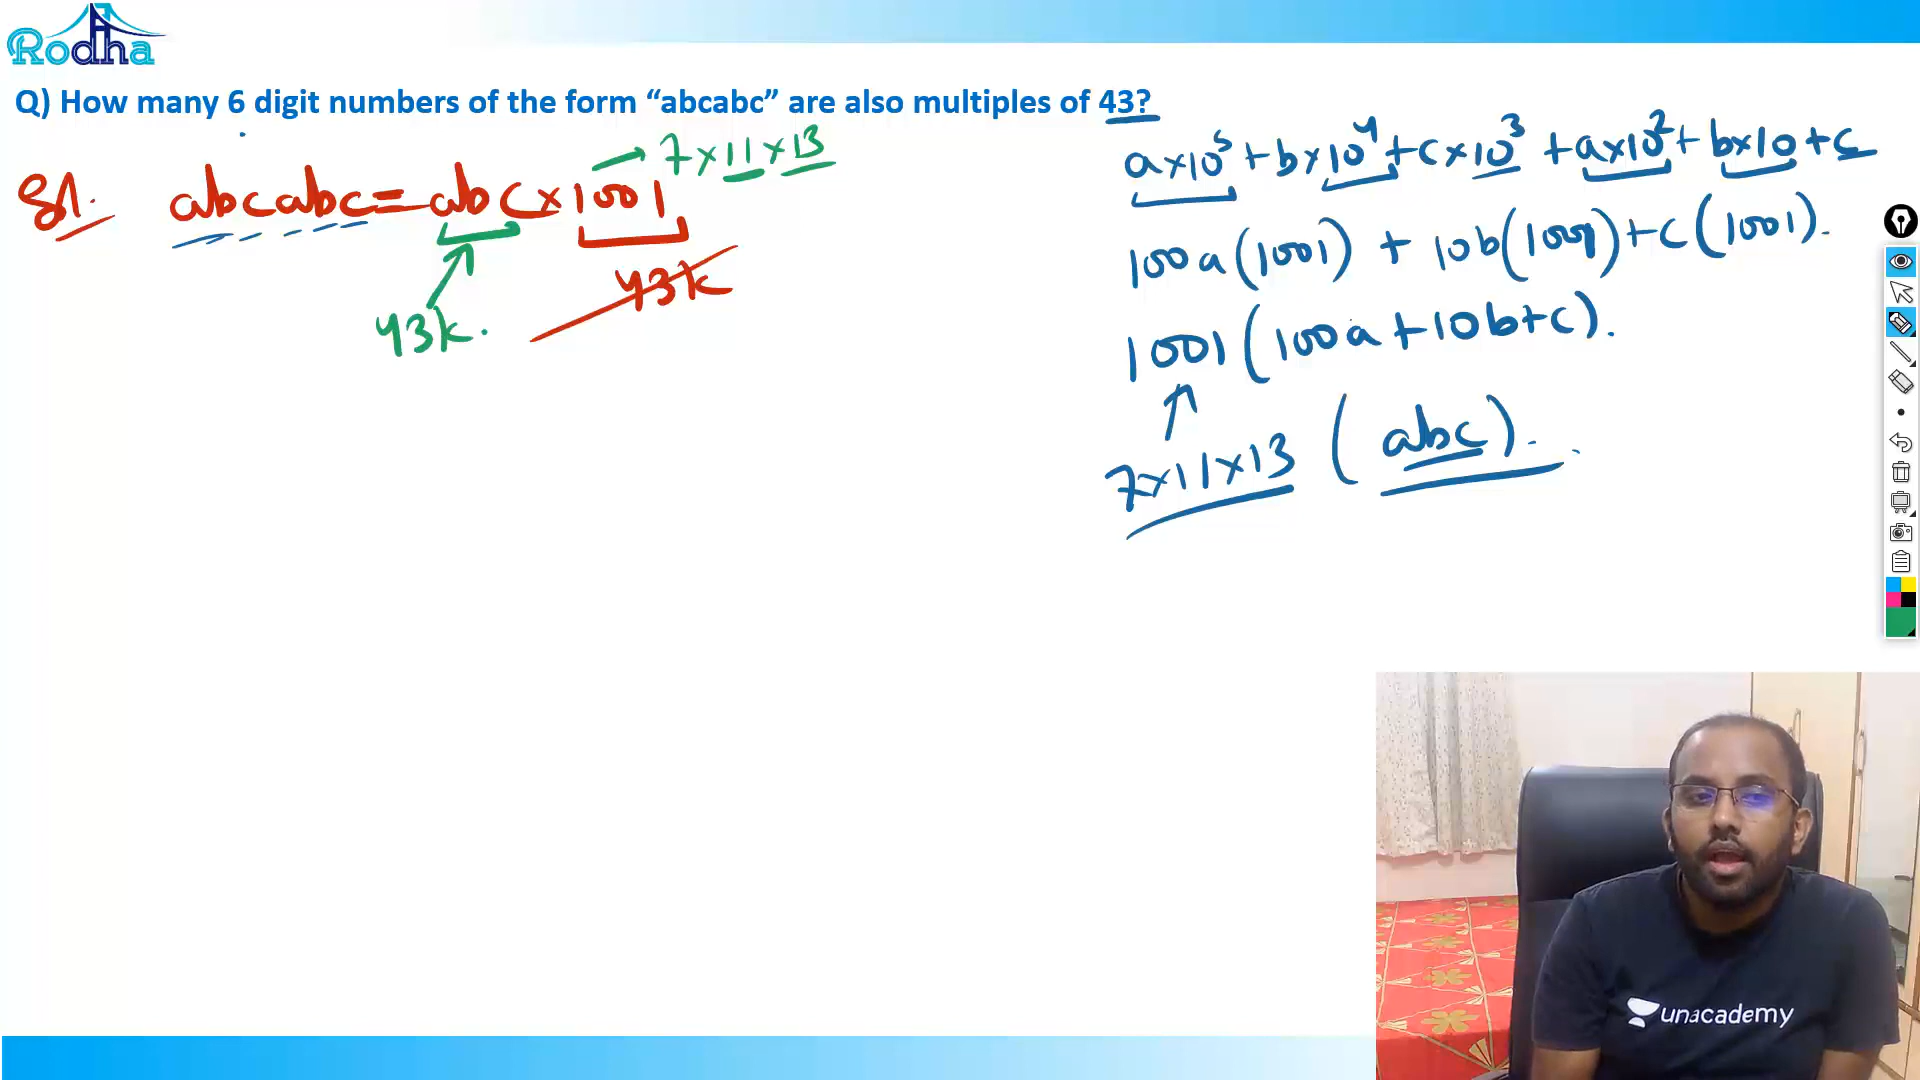 Rodha
Q) How many 6 digit numbers of the form “abcabc” are also multiples of 43?
Sol.
abcabc = abc × 1001
7 × 11 × 13
43k
43k.
a×10⁵ + b×10⁴ + c×10³ + a×10² + b×10 + c
100a(1001) + 10b(1001) + c(1001).
1001(100a + 10b + c).
7×11×13 (abc).
unacademy